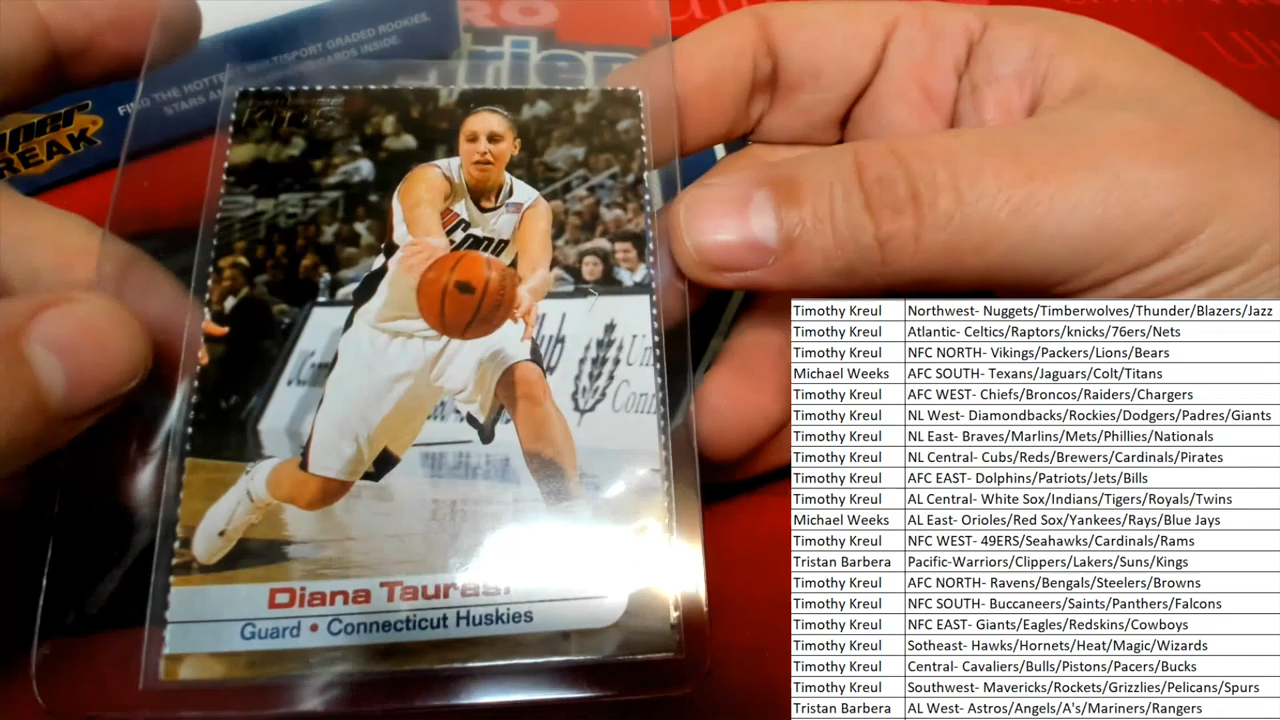 RO
rien
FIND THE HOTTEST MULTISPORT GRADED ROOKIES,
STARS AN CARDS INSIDE.
REAK
KIDS
UConn
lub
Diana Taurasi
Guard • Connecticut Huskies
Timothy Kreul Northwest- Nuggets/Timberwolves/Thunder/Blazers/Jazz
Timothy Kreul Atlantic- Celtics/Raptors/knicks/76ers/Nets
Timothy Kreul NFC NORTH- Vikings/Packers/Lions/Bears
Michael Weeks AFC SOUTH- Texans/Jaguars/Colt/Titans
Timothy Kreul AFC WEST- Chiefs/Broncos/Raiders/Chargers
Timothy Kreul NL West- Diamondbacks/Rockies/Dodgers/Padres/Giants
Timothy Kreul NL East- Braves/Marlins/Mets/Phillies/Nationals
Timothy Kreul NL Central- Cubs/Reds/Brewers/Cardinals/Pirates
Timothy Kreul AFC EAST- Dolphins/Patriots/Jets/Bills
Timothy Kreul AL Central- White Sox/Indians/Tigers/Royals/Twins
Michael Weeks AL East- Orioles/Red Sox/Yankees/Rays/Blue Jays
Timothy Kreul NFC WEST- 49ERS/Seahawks/Cardinals/Rams
Tristan Barbera Pacific-Warriors/Clippers/Lakers/Suns/Kings
Timothy Kreul AFC NORTH- Ravens/Bengals/Steelers/Browns
Timothy Kreul NFC SOUTH- Buccaneers/Saints/Panthers/Falcons
Timothy Kreul NFC EAST- Giants/Eagles/Redskins/Cowboys
Timothy Kreul Sotheast- Hawks/Hornets/Heat/Magic/Wizards
Timothy Kreul Central- Cavaliers/Bulls/Pistons/Pacers/Bucks
Timothy Kreul Southwest- Mavericks/Rockets/Grizzlies/Pelicans/Spurs
Tristan Barbera AL West- Astros/Angels/A's/Mariners/Rangers